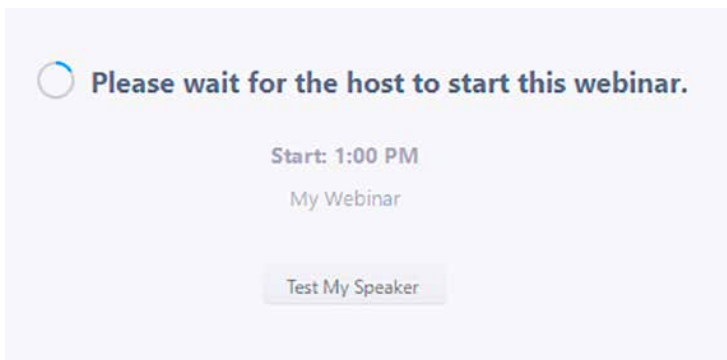 Please wait for the host to start this webinar.
Start: 1:00 PM
My Webinar
Test My Speaker